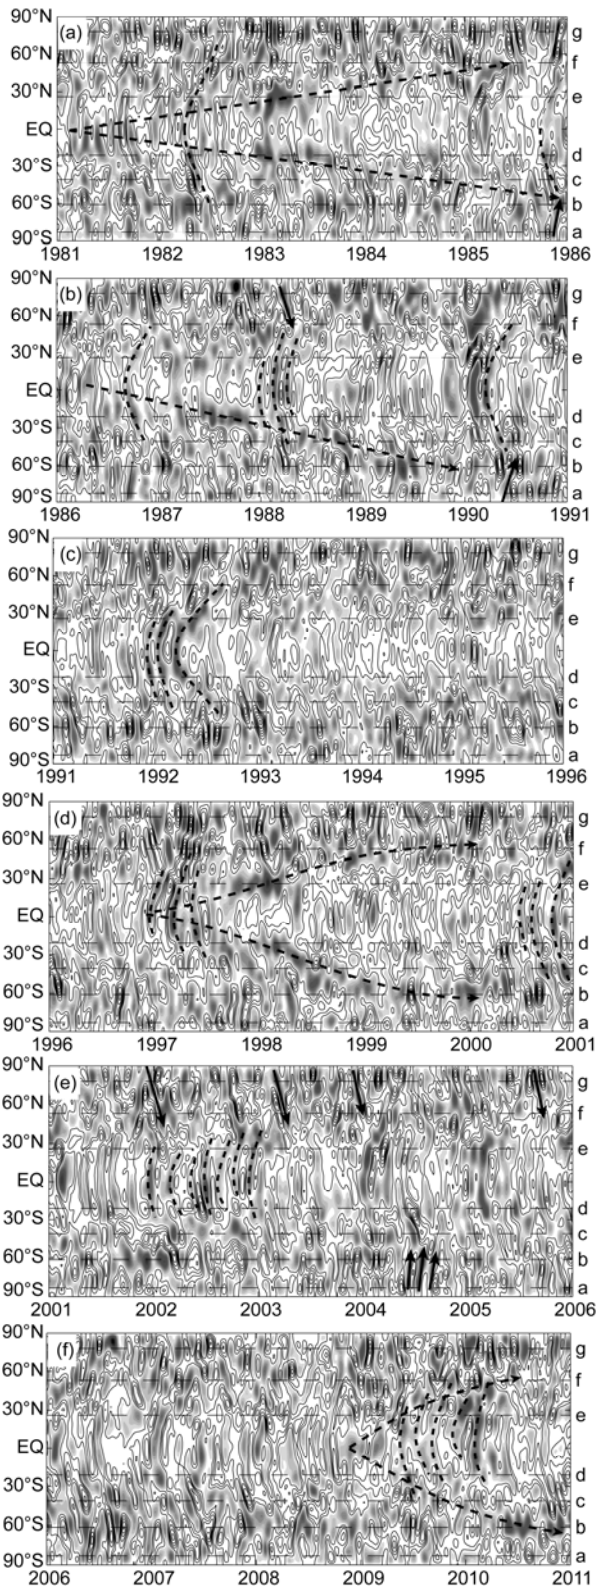 90°N
(a)
g
60°N
f
30°N
e
EQ
d
30°S
c
60°S
b
90°S
a
1981 1982 1983 1984 1985 1986
90°N
(b)
g
60°N
f
30°N
e
EQ
d
30°S
c
60°S
b
90°S
a
1986 1987 1988 1989 1990 1991
90°N
(c)
g
60°N
f
30°N
e
EQ
d
30°S
c
60°S
b
90°S
a
1991 1992 1993 1994 1995 1996
90°N
(d)
g
60°N
f
30°N
e
EQ
d
30°S
c
60°S
b
90°S
a
1996 1997 1998 1999 2000 2001
90°N
(e)
g
60°N
f
30°N
e
EQ
d
30°S
c
60°S
b
90°S
a
2001 2002 2003 2004 2005 2006
90°N
(f)
g
60°N
f
30°N
e
EQ
d
30°S
c
60°S
b
90°S
a
2006 2007 2008 2009 2010 2011